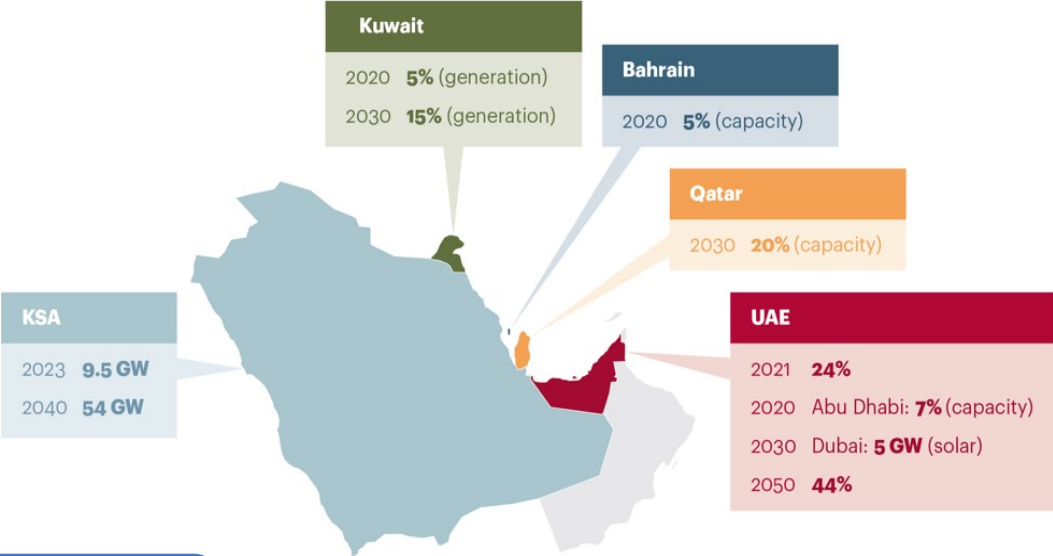 Kuwait
2020 5% (generation)
2030 15% (generation)
Bahrain
2020 5% (capacity)
Qatar
2030 20% (capacity)
KSA
2023 9.5 GW
2040 54 GW
UAE
2021 24%
2020 Abu Dhabi: 7% (capacity)
2030 Dubai: 5 GW (solar)
2050 44%